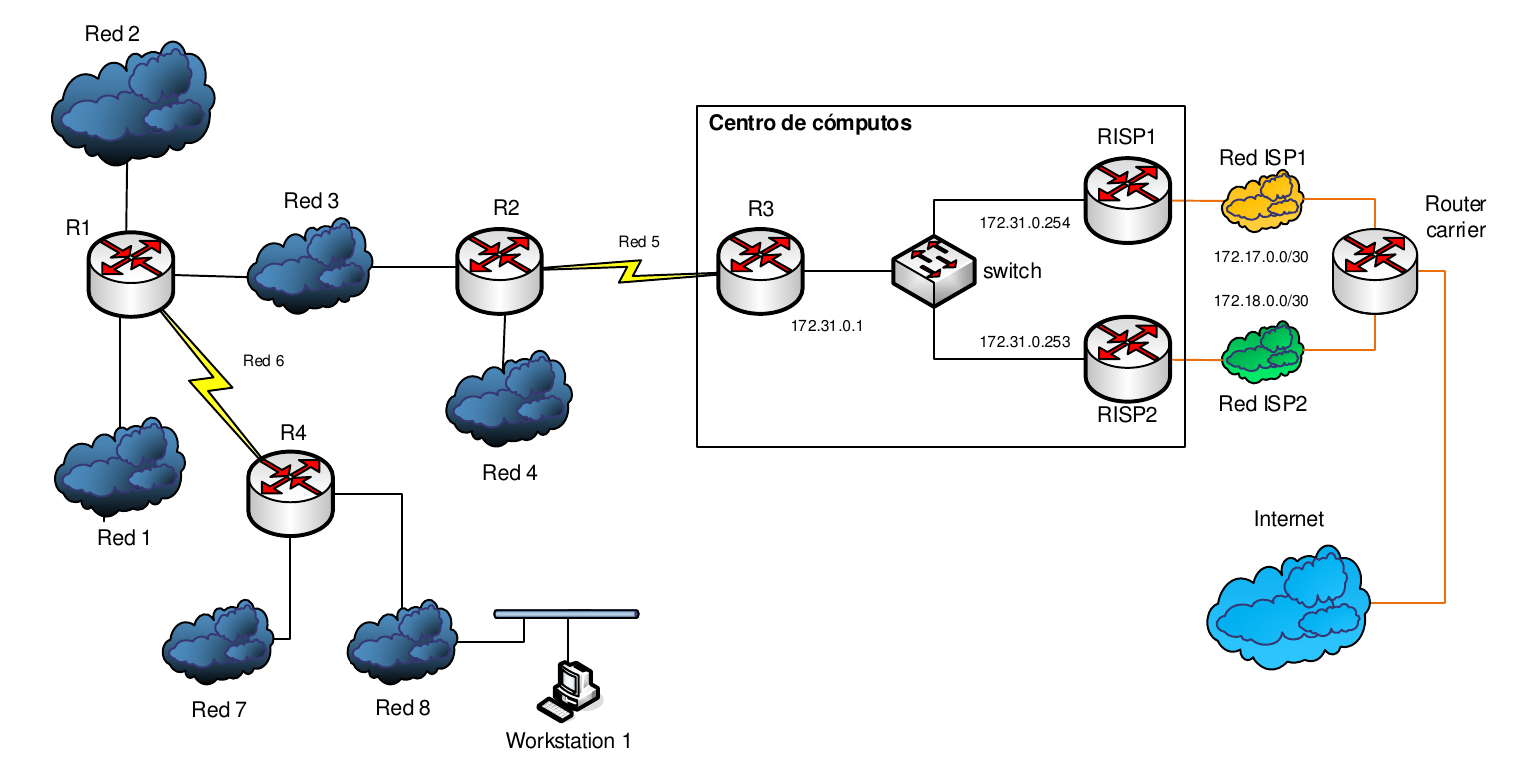 Red 2
Centro de cómputos
RISP1
Red ISP1
Red 3
R2
R3
Router
carrier
R1
172.31.0.254
Red 5
172.17.0.0/30
switch
172.18.0.0/30
172.31.0.1
172.31.0.253
Red 6
Red ISP2
RISP2
R4
Red 4
Internet
Red 1
Red 7
Red 8
Workstation 1